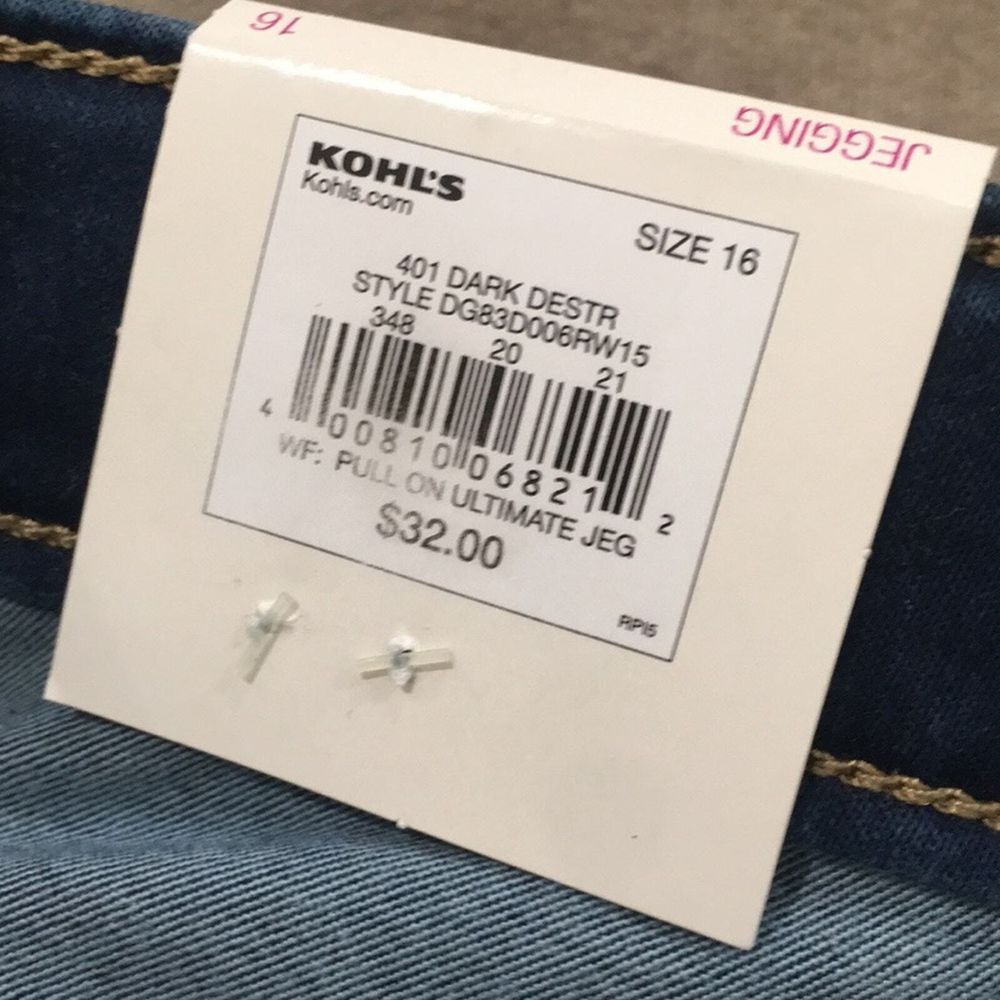 16
JEGGING
KOHL'S
Kohls.com
SIZE 16
401 DARK DESTR
STYLE DG83D006RW15
348 20 21
4 00810 06821 2
WF: PULL ON ULTIMATE JEG
$32.00
RPI5